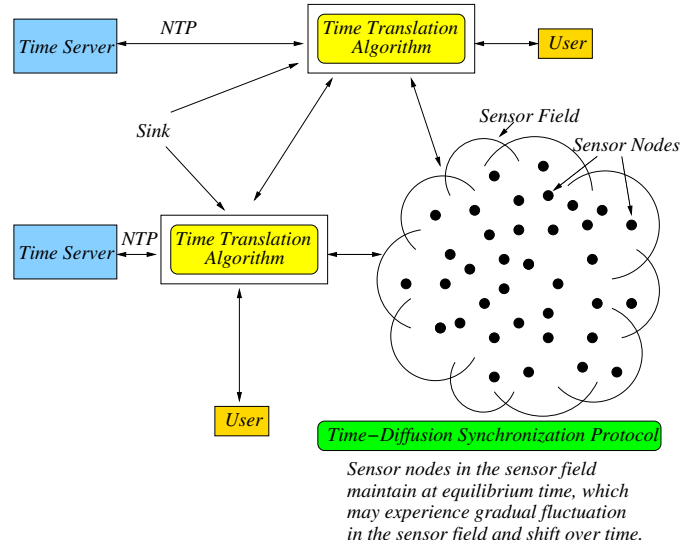 NTP
Time Server
Time Translation
Algorithm
User
Sensor Field
Sink
Sensor Nodes
NTP
Time Server
Time Translation
Algorithm
User
Time−Diffusion Synchronization Protocol
Sensor nodes in the sensor field
maintain at equilibrium time, which
may experience gradual fluctuation
in the sensor field and shift over time.